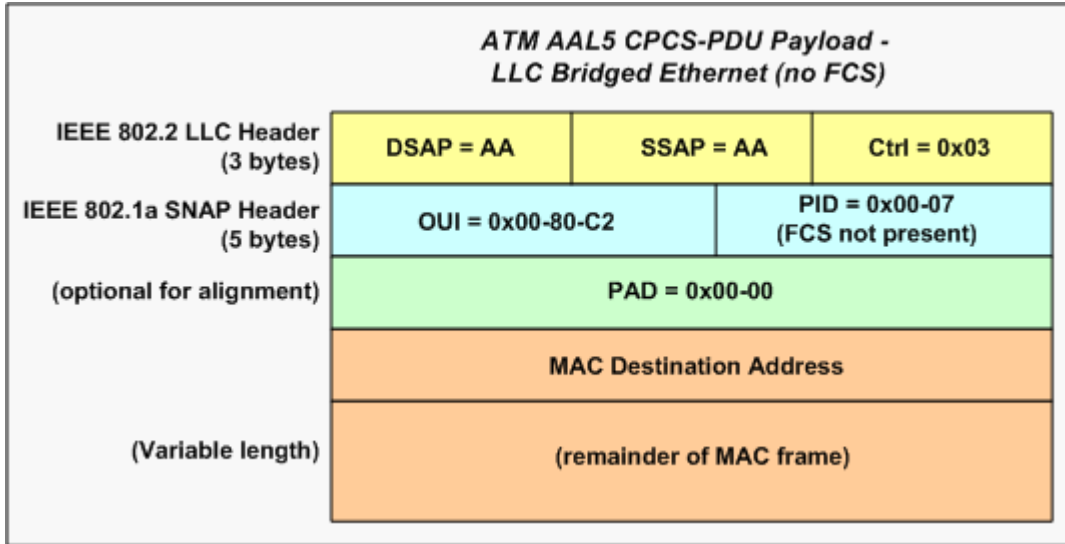 ATM AAL5 CPCS-PDU Payload -
LLC Bridged Ethernet (no FCS)
IEEE 802.2 LLC Header
(3 bytes)
DSAP = AA
SSAP = AA
Ctrl = 0x03
IEEE 802.1a SNAP Header
(5 bytes)
OUI = 0x00-80-C2
PID = 0x00-07
(FCS not present)
(optional for alignment)
PAD = 0x00-00
MAC Destination Address
(Variable length)
(remainder of MAC frame)